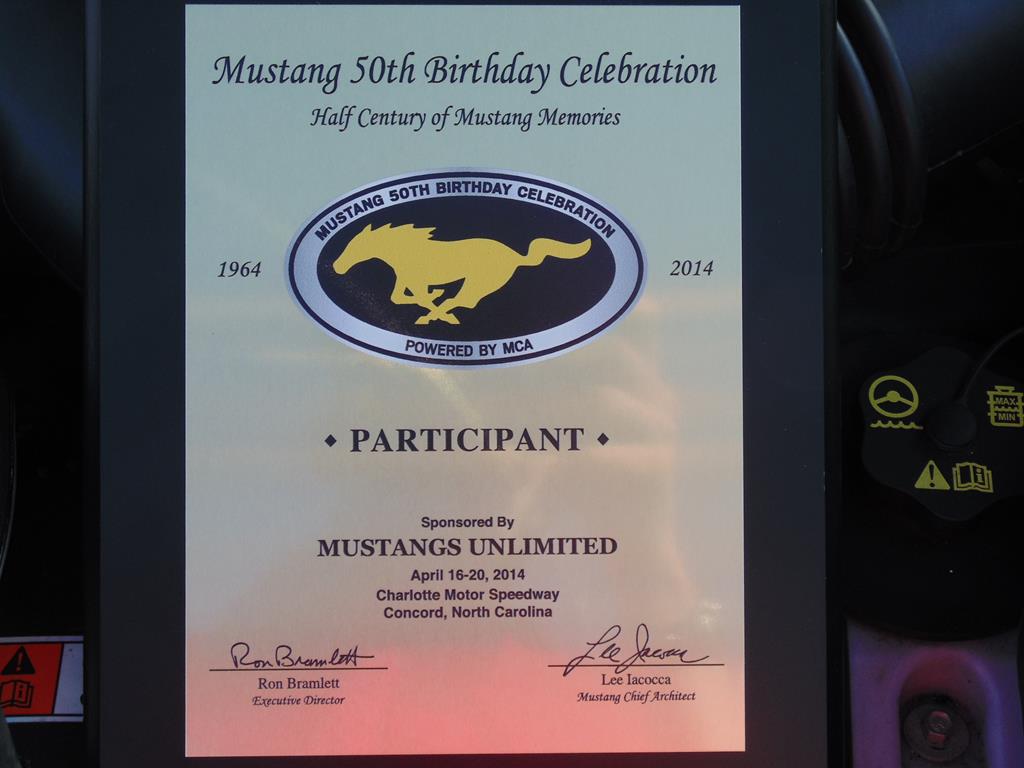 Mustang 50th Birthday Celebration
Half Century of Mustang Memories
MUSTANG 50TH BIRTHDAY CELEBRATION
1964
2014
POWERED BY MCA
PARTICIPANT
Sponsored By
MUSTANGS UNLIMITED
April 16-20, 2014
Charlotte Motor Speedway
Concord, North Carolina
Ron Bramlett
Lee Iacocca
Ron Bramlett
Lee Iacocca
Executive Director
Mustang Chief Architect
MAX
MIN